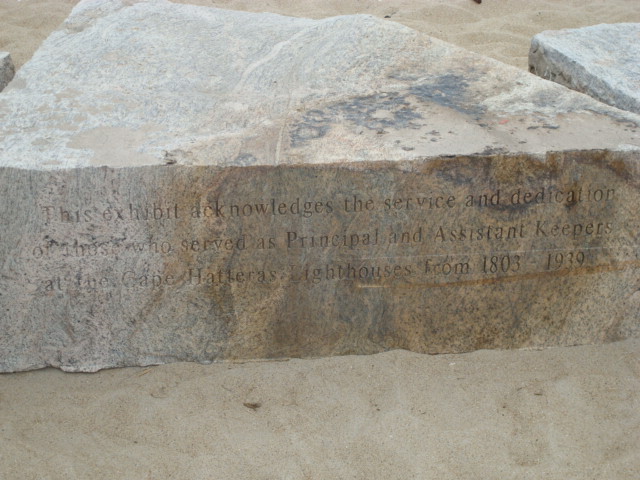 This exhibit acknowledges the service and dedication
of those who served as Principal and Assistant Keepers
at the Cape Hatteras Lighthouses from 1803 - 1939